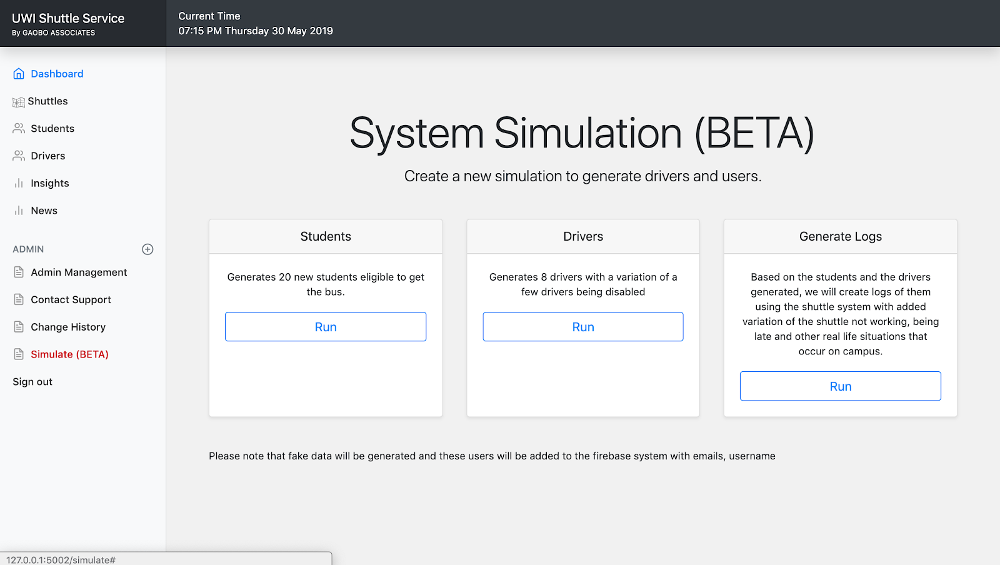 UWI Shuttle Service
By GAOBO ASSOCIATES
Current Time
07:15 PM Thursday 30 May 2019
Dashboard
Shuttles
Students
Drivers
Insights
News
ADMIN
Admin Management
Contact Support
Change History
Simulate (BETA)
Sign out
System Simulation (BETA)
Create a new simulation to generate drivers and users.
Students
Generates 20 new students eligible to get
the bus.
Run
Drivers
Generates 8 drivers with a variation of a
few drivers being disabled
Run
Generate Logs
Based on the students and the drivers
generated, we will create logs of them
using the shuttle system with added
variation of the shuttle not working, being
late and other real life situations that
occur on campus.
Run
Please note that fake data will be generated and these users will be added to the firebase system with emails, username
127.0.0.1:5002/simulate#